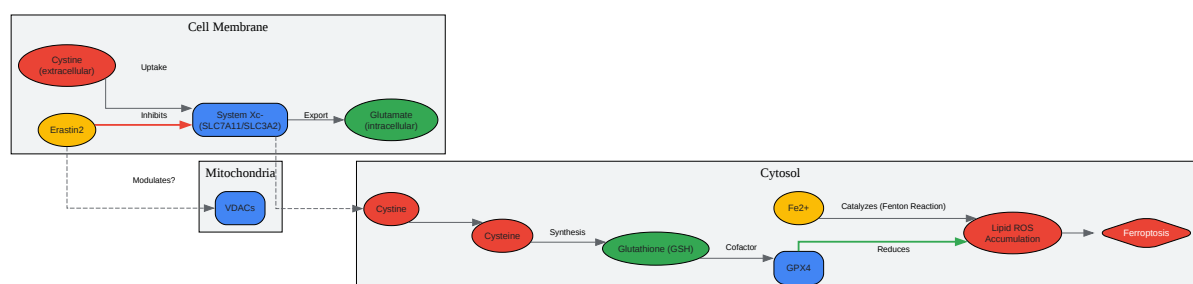 Cell Membrane
Cystine
(extracellular)
Uptake
Erastin2
Inhibits
System Xc-
(SLC7A11/SLC3A2)
Export
Glutamate
(intracellular)
Modulates?
Mitochondria
VDACs
Cytosol
Cystine
Cysteine
Synthesis
Glutathione (GSH)
Cofactor
Fe2+
Catalyzes (Fenton Reaction)
GPX4
Reduces
Lipid ROS
Accumulation
Ferroptosis